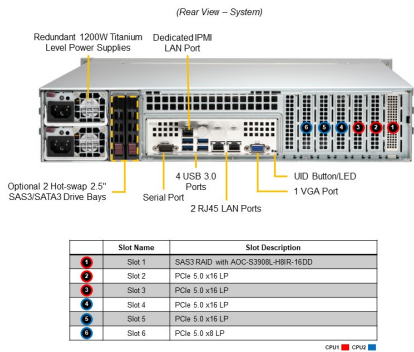 (Rear View – System)
Redundant 1200W Titanium
Level Power Supplies
Dedicated IPMI
LAN Port
6 5 4 3 2 1
Optional 2 Hot-swap 2.5"
SAS3/SATA3 Drive Bays
Serial Port
4 USB 3.0
Ports
2 RJ45 LAN Ports
UID Button/LED
1 VGA Port
Slot Name Slot Description
1 Slot 1 SAS3 RAID with AOC-S3908L-H8IR-16DD
2 Slot 2 PCIe 5.0 x16 LP
3 Slot 3 PCIe 5.0 x16 LP
4 Slot 4 PCIe 5.0 x16 LP
5 Slot 5 PCIe 5.0 x16 LP
6 Slot 6 PCIe 5.0 x8 LP
CPU1 CPU2